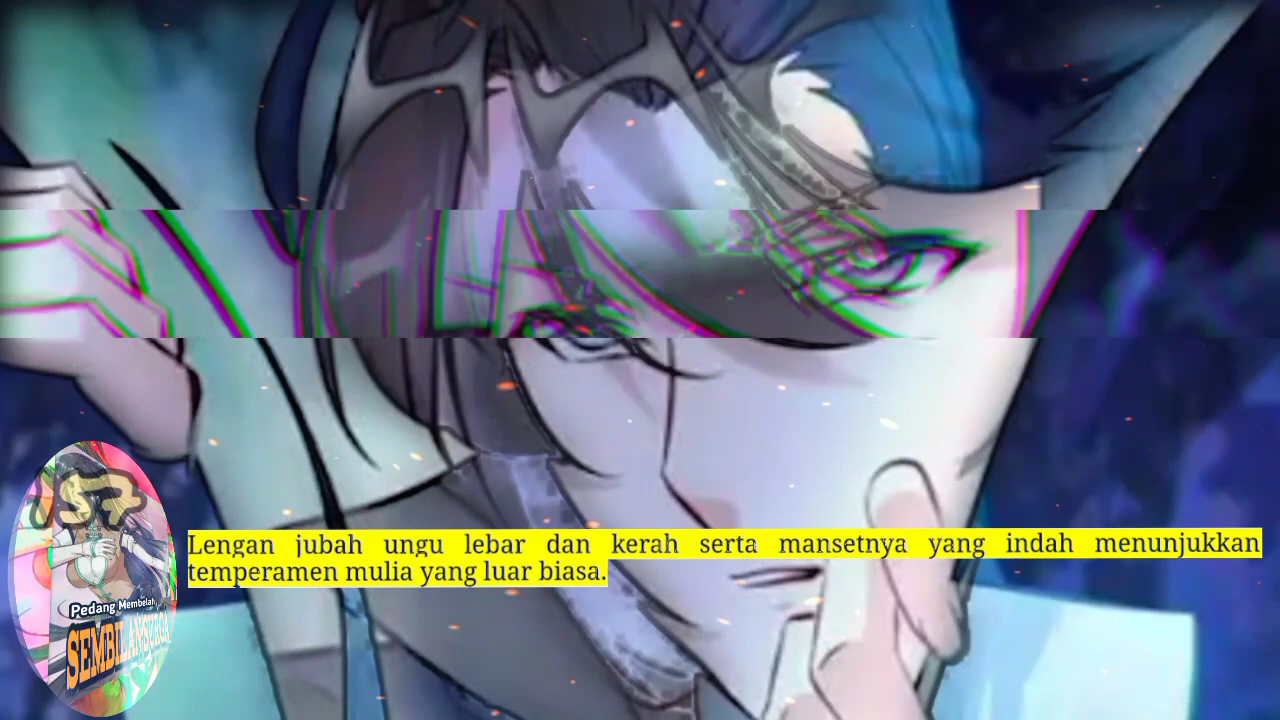 Lengan jubah ungu lebar dan kerah serta mansetnya yang indah menunjukkan
temperamen mulia yang luar biasa.
157
Pedang Membelah
SEMBILAN SURGA